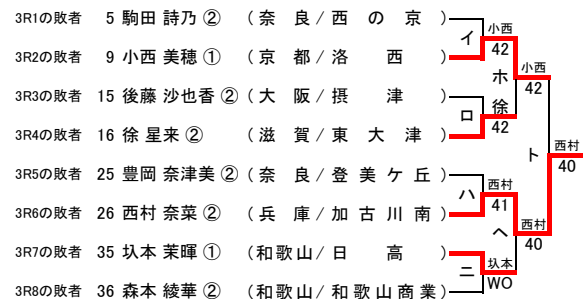 3R1の敗者 5 駒田 詩乃 ② (奈良/西の京)
小西
イ
3R2の敗者 9 小西 美穂 ① (京都/洛西)
42
小西
ホ
42
3R3の敗者 15 後藤 沙也香 ② (大阪/摂津)
徐
ロ
3R4の敗者 16 徐 星来 ② (滋賀/東大津)
42
ト
西村
40
3R5の敗者 25 豊岡 奈津美 ② (奈良/登美ケ丘)
西村
ハ
3R6の敗者 26 西村 奈菜 ② (兵庫/加古川南)
41
西村
ヘ
40
3R7の敗者 35 圦本 茉暉 ① (和歌山/日高)
圦本
ニ
3R8の敗者 36 森本 綾華 ② (和歌山/和歌山商業)
WO